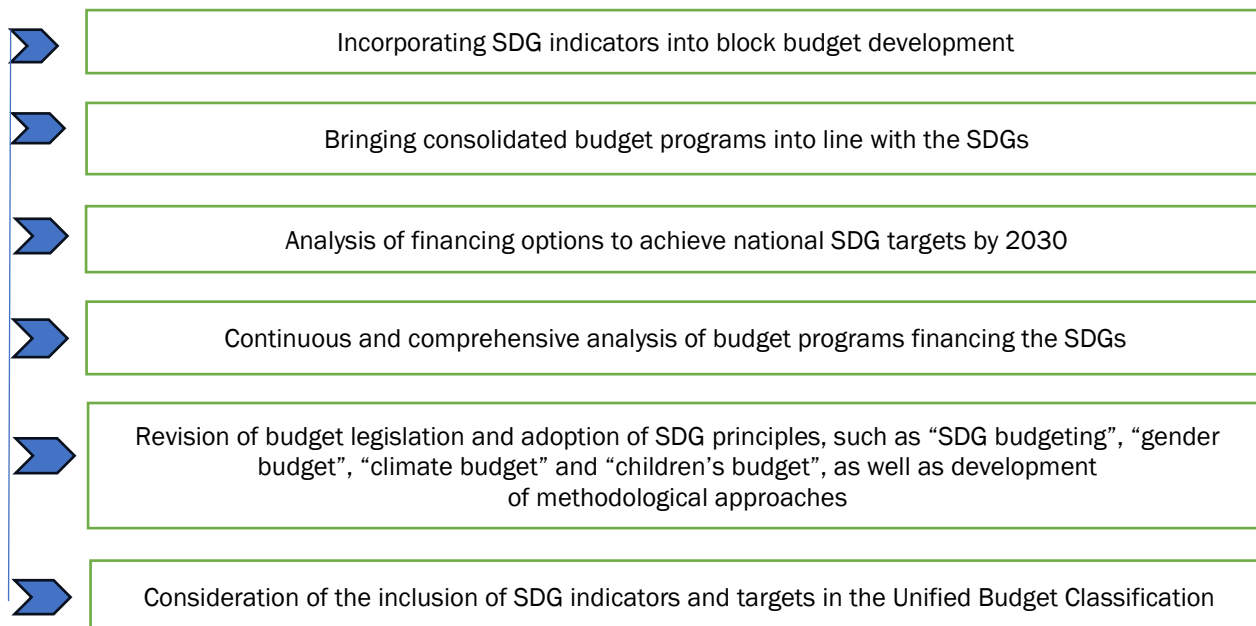 Incorporating SDG indicators into block budget development
Bringing consolidated budget programs into line with the SDGs
Analysis of financing options to achieve national SDG targets by 2030
Continuous and comprehensive analysis of budget programs financing the SDGs
Revision of budget legislation and adoption of SDG principles, such as “SDG budgeting”, “gender
budget”, “climate budget” and “children’s budget”, as well as development
of methodological approaches
Consideration of the inclusion of SDG indicators and targets in the Unified Budget Classification